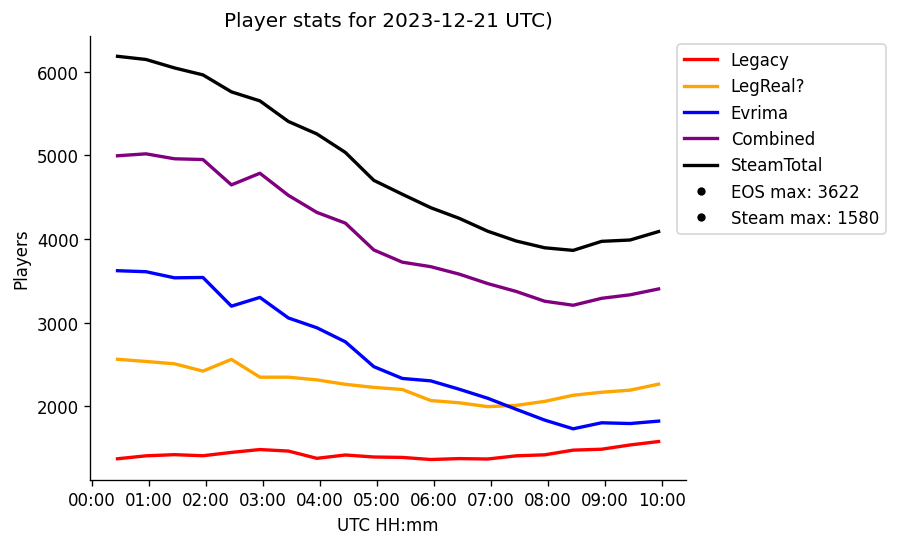 Player stats for 2023-12-21 UTC)
Legacy
LegReal?
Evrima
Combined
SteamTotal
EOS max: 3622
Steam max: 1580
Players
6000
5000
4000
3000
2000
00:00 01:00 02:00 03:00 04:00 05:00 06:00 07:00 08:00 09:00 10:00
UTC HH:mm